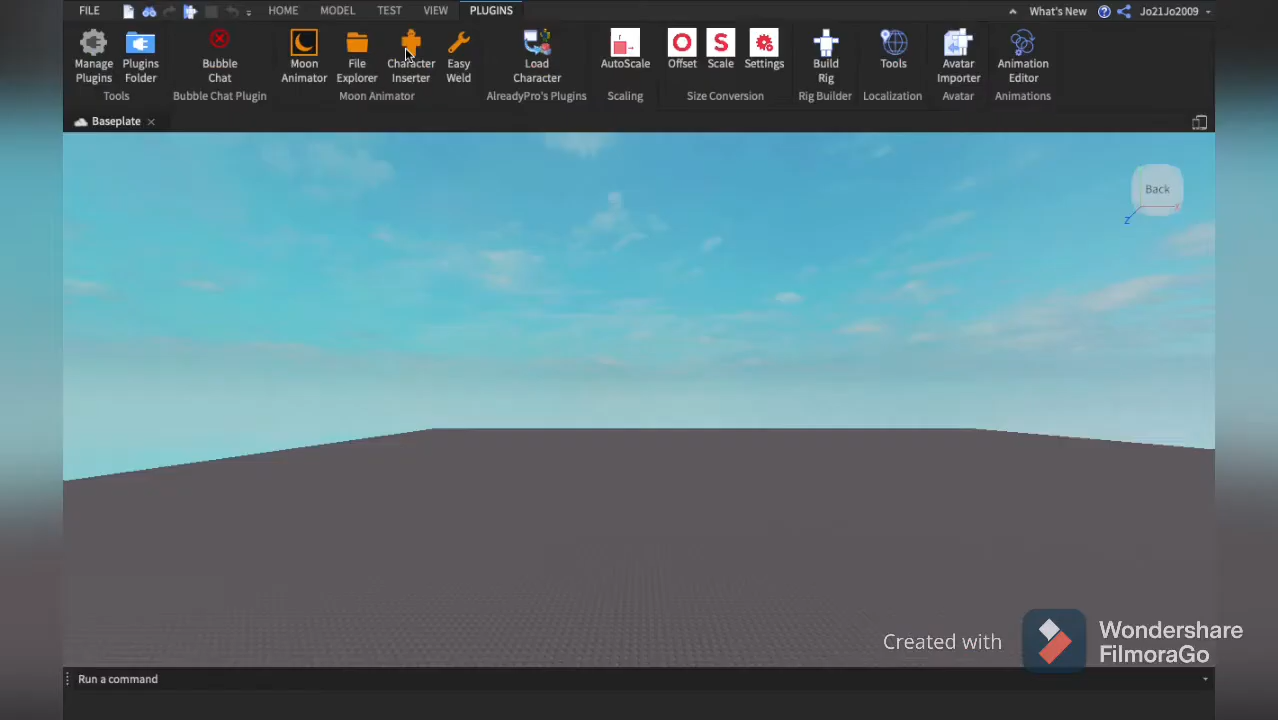 FILE HOME MODEL TEST VIEW PLUGINS What's New Jo21Jo2009
Manage Plugins
Plugins Folder
Tools
Bubble Chat
Bubble Chat Plugin
Moon Animator
File Explorer
Character Inserter
Easy Weld
Moon Animator
Load Character
AlreadyPro's Plugins
AutoScale
Scaling
Offset
Scale
Settings
Size Conversion
Build Rig
Rig Builder
Tools
Localization
Avatar Importer
Avatar
Animation Editor
Animations
Baseplate
Back
Z
Created with
Wondershare
FilmoraGo
Run a command